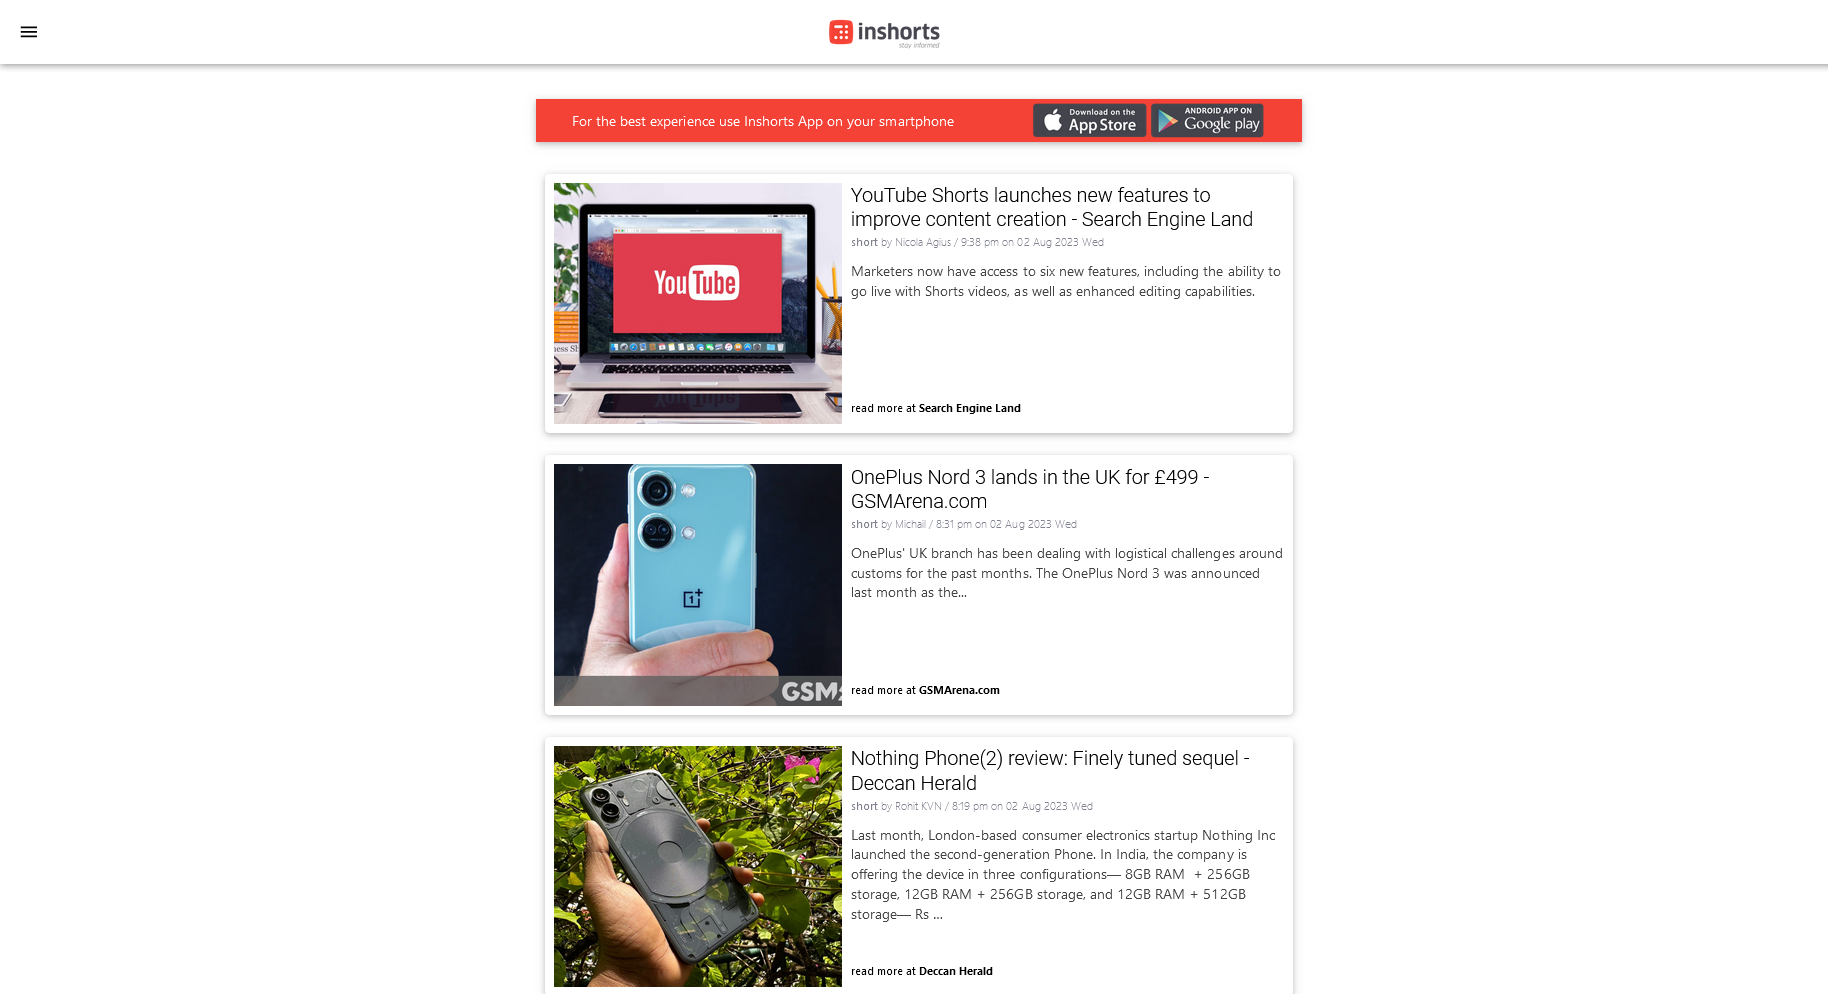 inshorts
stay informed
For the best experience use Inshorts App on your smartphone
Download on the
App Store
ANDROID APP ON
Google play
YouTube Shorts launches new features to
improve content creation - Search Engine Land
short by Nicola Agius / 9:38 pm on 02 Aug 2023 Wed
Marketers now have access to six new features, including the ability to
go live with Shorts videos, as well as enhanced editing capabilities.
read more at Search Engine Land
YouTube
OnePlus Nord 3 lands in the UK for £499 -
GSMArena.com
short by Michail / 8:31 pm on 02 Aug 2023 Wed
OnePlus' UK branch has been dealing with logistical challenges around
customs for the past months. The OnePlus Nord 3 was announced
last month as the...
read more at GSMArena.com
GSM
Nothing Phone(2) review: Finely tuned sequel -
Deccan Herald
short by Rohit KVN / 8:19 pm on 02 Aug 2023 Wed
Last month, London-based consumer electronics startup Nothing Inc
launched the second-generation Phone. In India, the company is
offering the device in three configurations— 8GB RAM  + 256GB
storage, 12GB RAM + 256GB storage, and 12GB RAM + 512GB
storage— Rs ...
read more at Deccan Herald